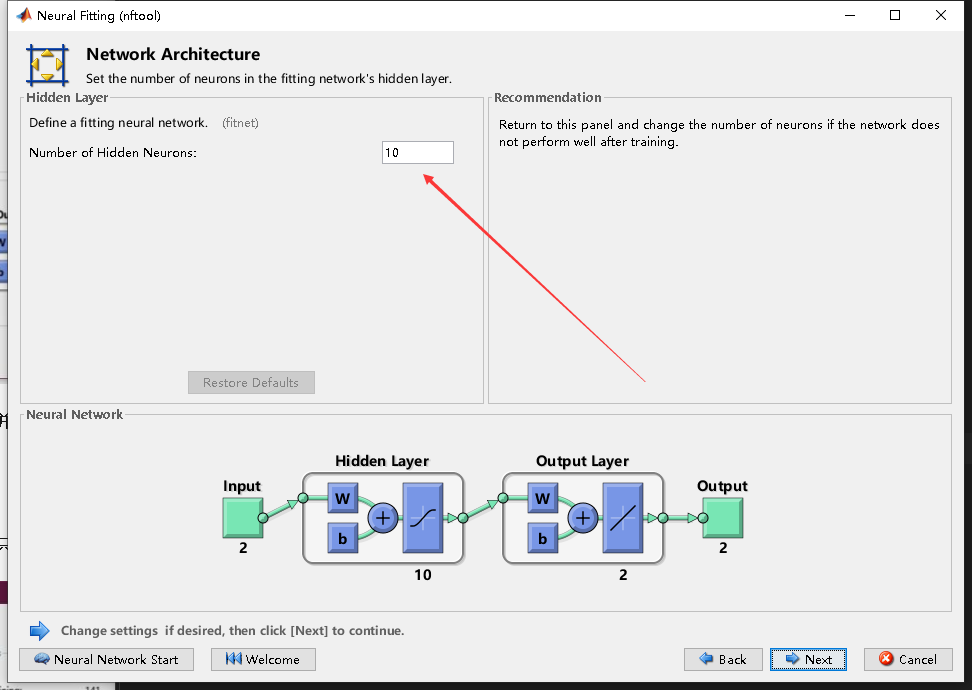 Neural Fitting (nftool)
Network Architecture
Set the number of neurons in the fitting network's hidden layer.
Hidden Layer
Define a fitting neural network. (fitnet)
Number of Hidden Neurons: 10
Restore Defaults
Recommendation
Return to this panel and change the number of neurons if the network does
not perform well after training.
Neural Network
Hidden Layer Output Layer
Input Output
W W
b b
2 2
10 2
Change settings if desired, then click [Next] to continue.
Neural Network Start Welcome Back Next Cancel